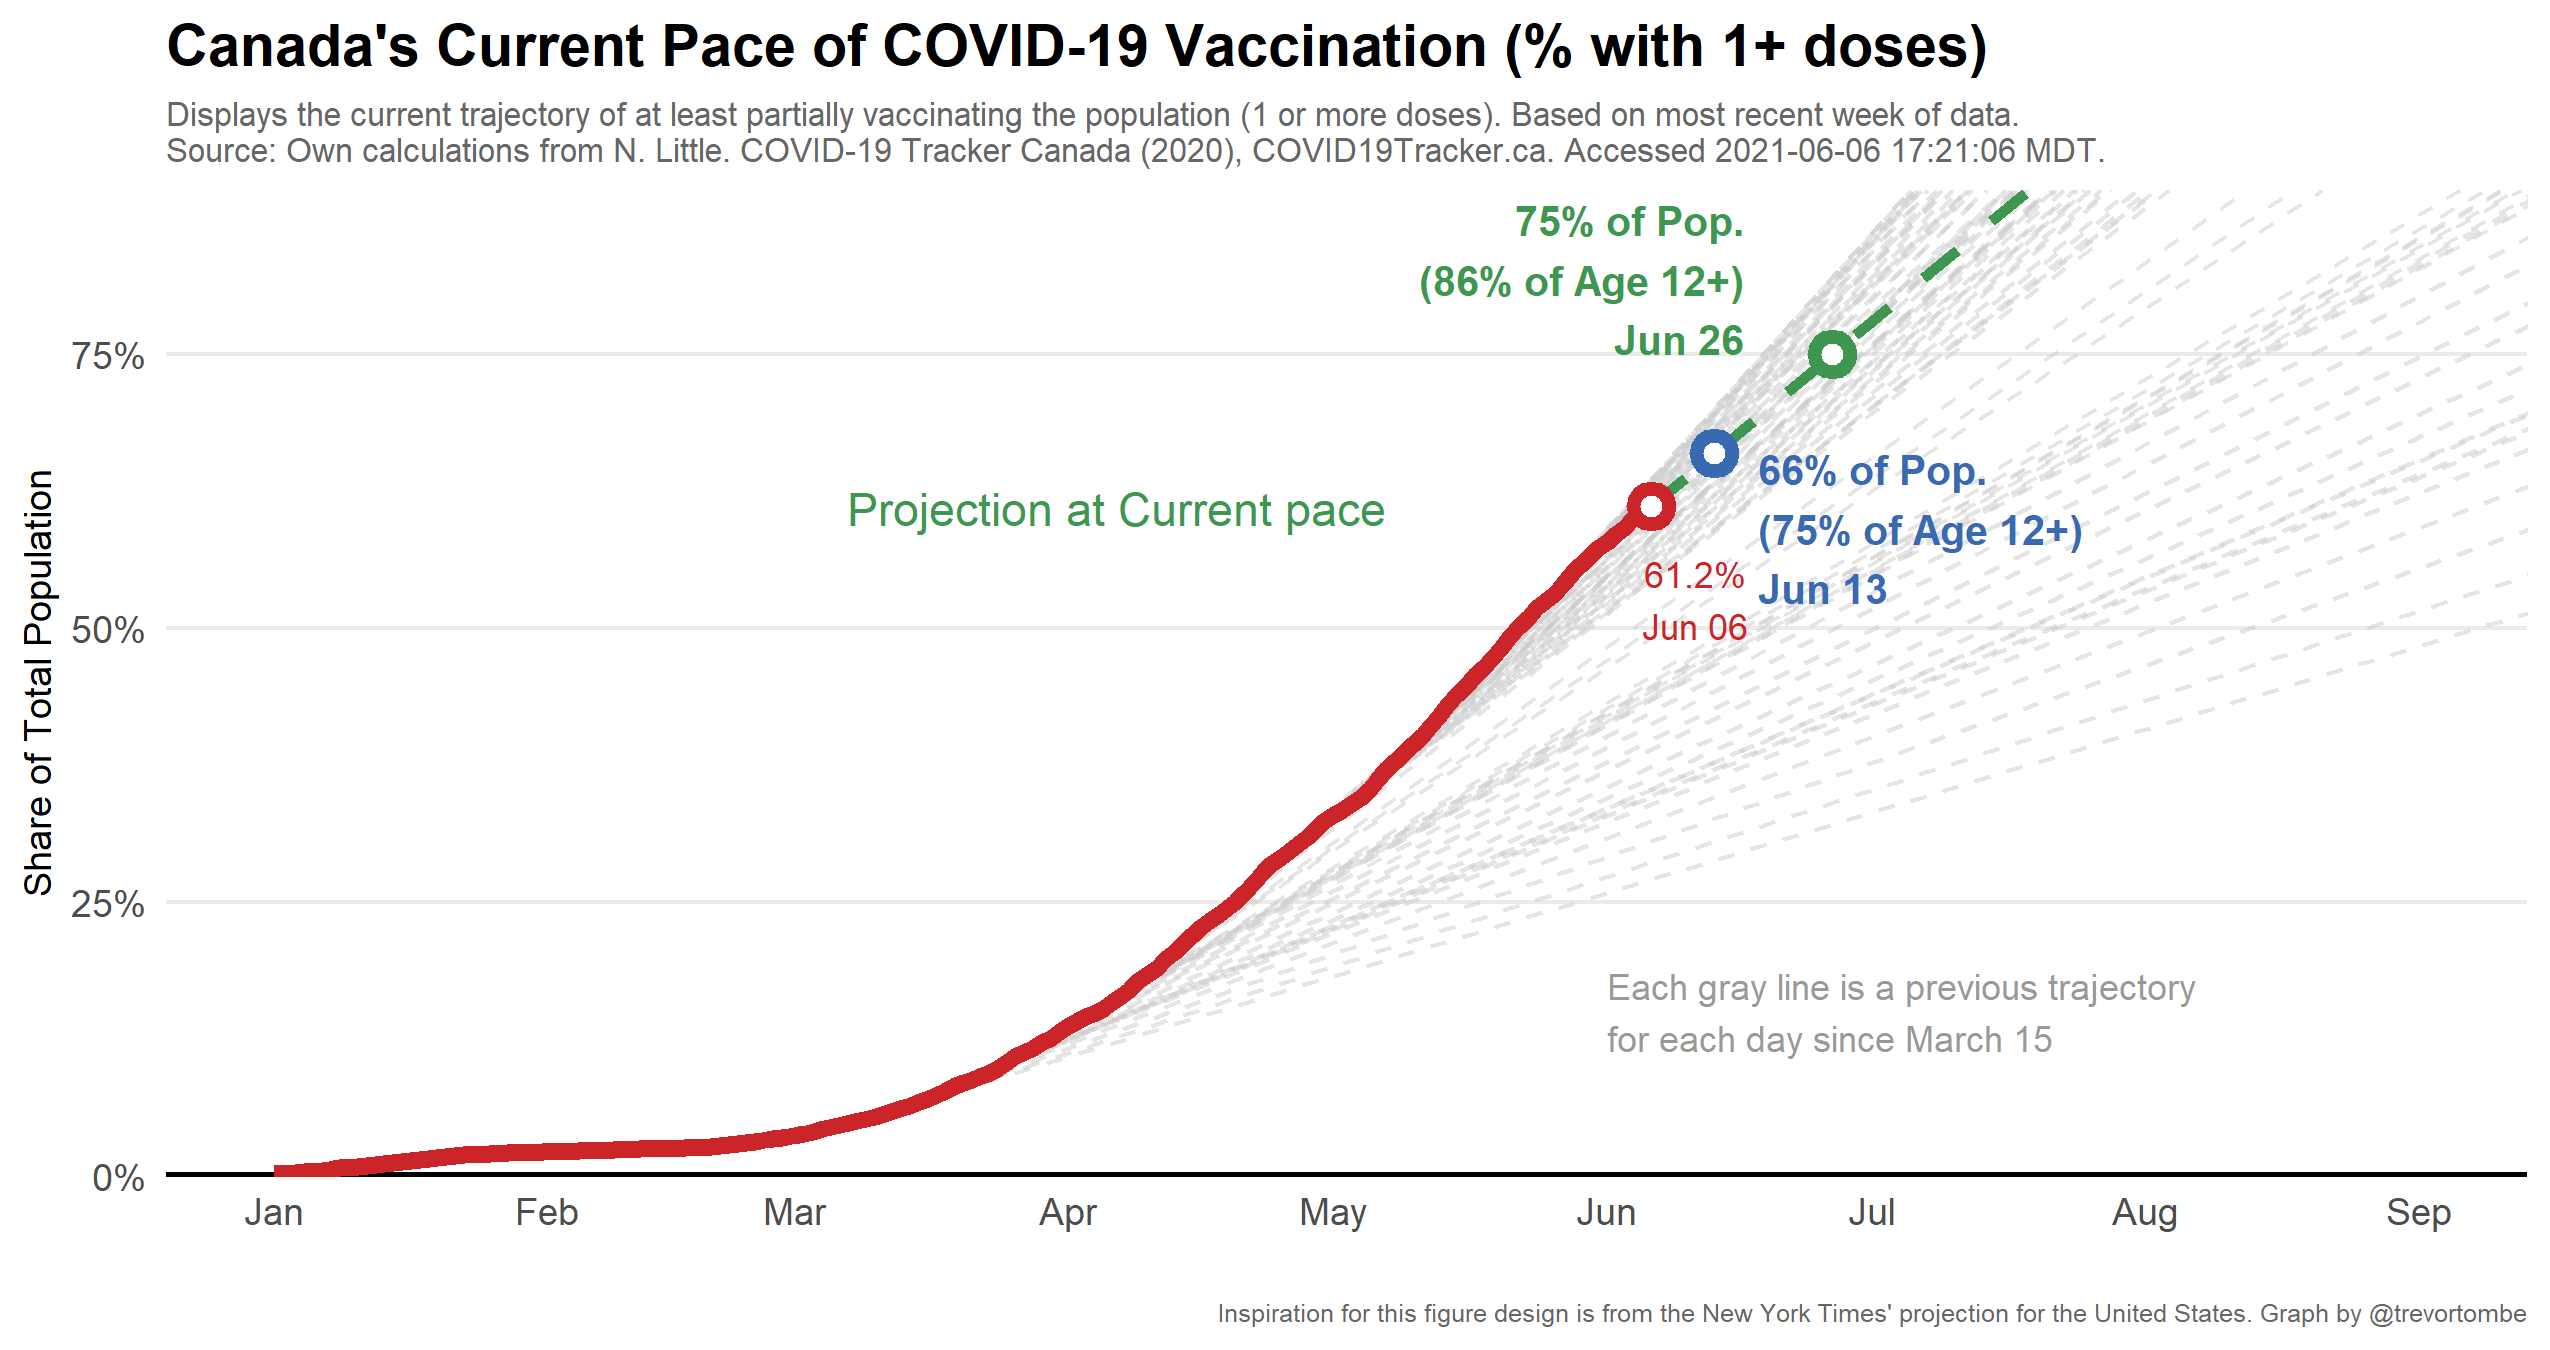 Canada's Current Pace of COVID-19 Vaccination (% with 1+ doses)
Displays the current trajectory of at least partially vaccinating the population (1 or more doses). Based on most recent week of data.
Source: Own calculations from N. Little. COVID-19 Tracker Canada (2020), COVID19Tracker.ca. Accessed 2021-06-06 17:21:06 MDT.
75% of Pop.
(86% of Age 12+)
Jun 26
75%
66% of Pop.
(75% of Age 12+)
Jun 13
Projection at Current pace
61.2%
Jun 06
50%
Share of Total Population
25%
Each gray line is a previous trajectory
for each day since March 15
0%
Jan Feb Mar Apr May Jun Jul Aug Sep
Inspiration for this figure design is from the New York Times' projection for the United States. Graph by @trevortombe